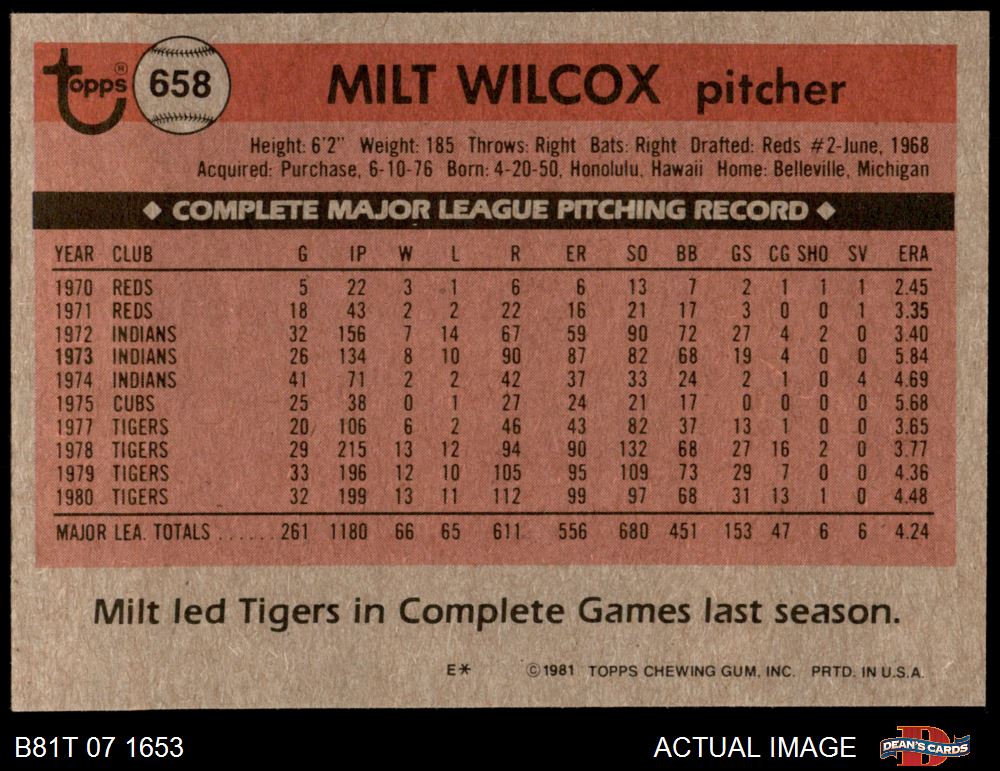 topps® 658 MILT WILCOX pitcher
Height: 6'2" Weight: 185 Throws: Right Bats: Right Drafted: Reds #2-June, 1968
Acquired: Purchase, 6-10-76 Born: 4-20-50, Honolulu, Hawaii Home: Belleville, Michigan
◆ COMPLETE MAJOR LEAGUE PITCHING RECORD ◆
YEAR CLUB G IP W L R ER SO BB GS CG SHO SV ERA
1970 REDS 5 22 3 1 6 6 13 7 2 1 1 1 2.45
1971 REDS 18 43 2 2 22 16 21 17 3 0 0 1 3.35
1972 INDIANS 32 156 7 14 67 59 90 72 27 4 2 0 3.40
1973 INDIANS 26 134 8 10 90 87 82 68 19 4 0 0 5.84
1974 INDIANS 41 71 2 2 42 37 33 24 2 1 0 4 4.69
1975 CUBS 25 38 0 1 27 24 21 17 0 0 0 0 5.68
1977 TIGERS 20 106 6 2 46 43 82 37 13 1 0 0 3.65
1978 TIGERS 29 215 13 12 94 90 132 68 27 16 2 0 3.77
1979 TIGERS 33 196 12 10 105 95 109 73 29 7 0 0 4.36
1980 TIGERS 32 199 13 11 112 99 97 68 31 13 1 0 4.48
MAJOR LEA. TOTALS ...... 261 1180 66 65 611 556 680 451 153 47 6 6 4.24
Milt led Tigers in Complete Games last season.
E* ©1981 TOPPS CHEWING GUM, INC. PRTD. IN U.S.A.
B81T 07 1653 ACTUAL IMAGE D DEAN'S CARDS